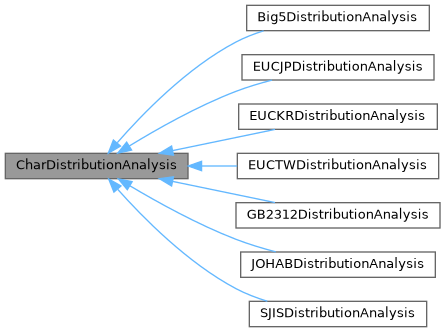 Big5DistributionAnalysis
EUCJPDistributionAnalysis
EUCKRDistributionAnalysis
CharDistributionAnalysis
EUCTWDistributionAnalysis
GB2312DistributionAnalysis
JOHABDistributionAnalysis
SJISDistributionAnalysis